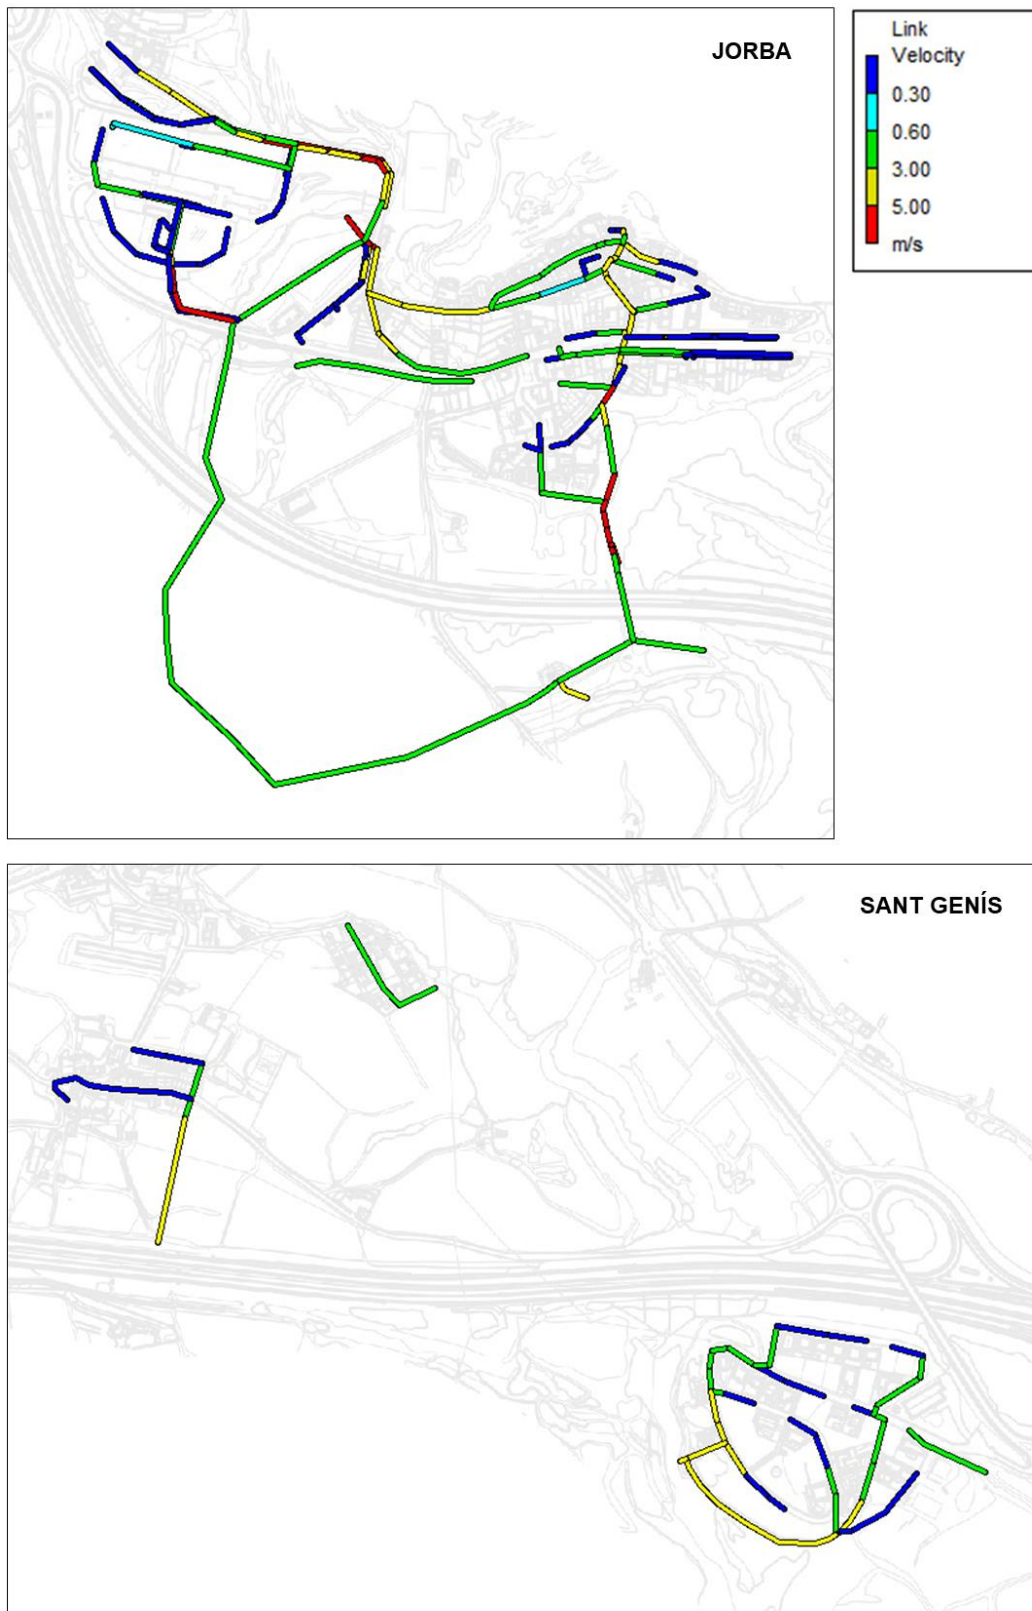 JORBA
Link
Velocity
0.30
0.60
3.00
5.00
m/s
SANT GENÍS